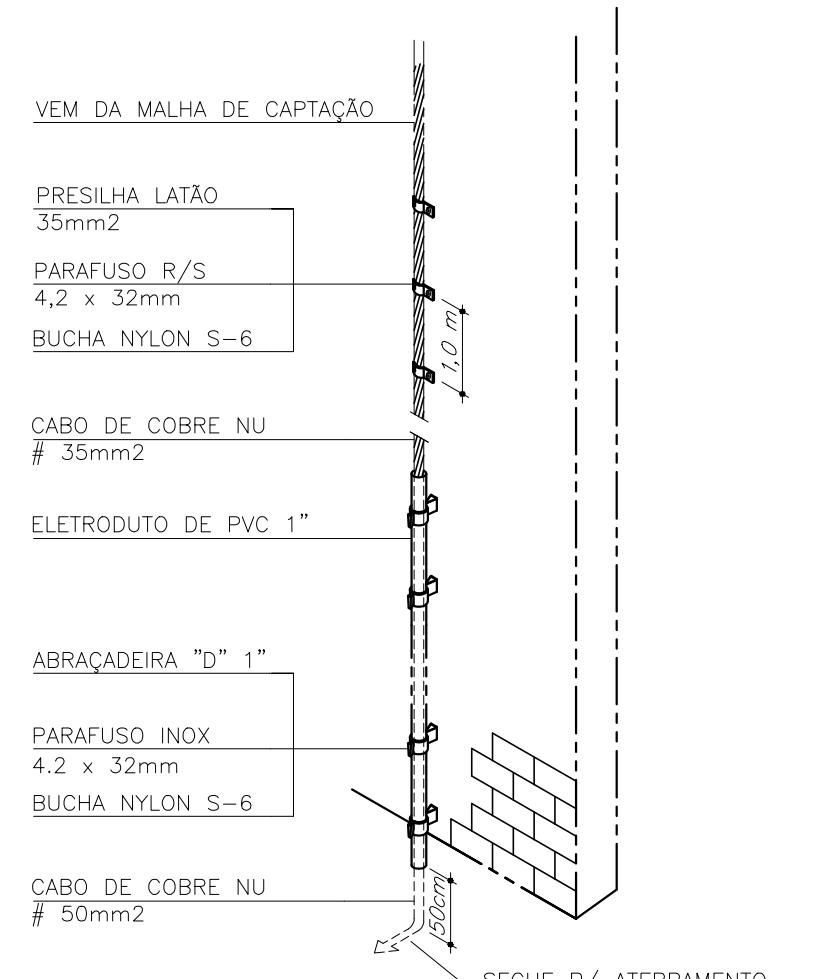 VEM DA MALHA DE CAPTAÇÃO
PRESILHA LATÃO
35mm2
PARAFUSO R/S
4,2 x 32mm
1,0 m
BUCHA NYLON S-6
CABO DE COBRE NU
# 35mm2
ELETRODUTO DE PVC 1”
ABRAÇADEIRA ”D” 1”
PARAFUSO INOX
4.2 x 32mm
BUCHA NYLON S-6
CABO DE COBRE NU
# 50mm2
50cm
SEGUE P/ ATERRAMENTO